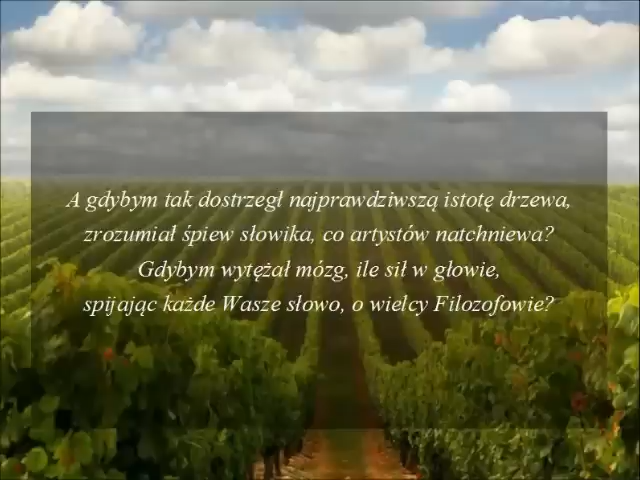 A gdybym tak dostrzegł najprawdziwszą istotę drzewa,
zrozumiał śpiew słowika, co artystów natchniewa?
Gdybym wytężał mózg, ile sił w głowie,
spijając każde Wasze słowo, o wielcy Filozofowie?